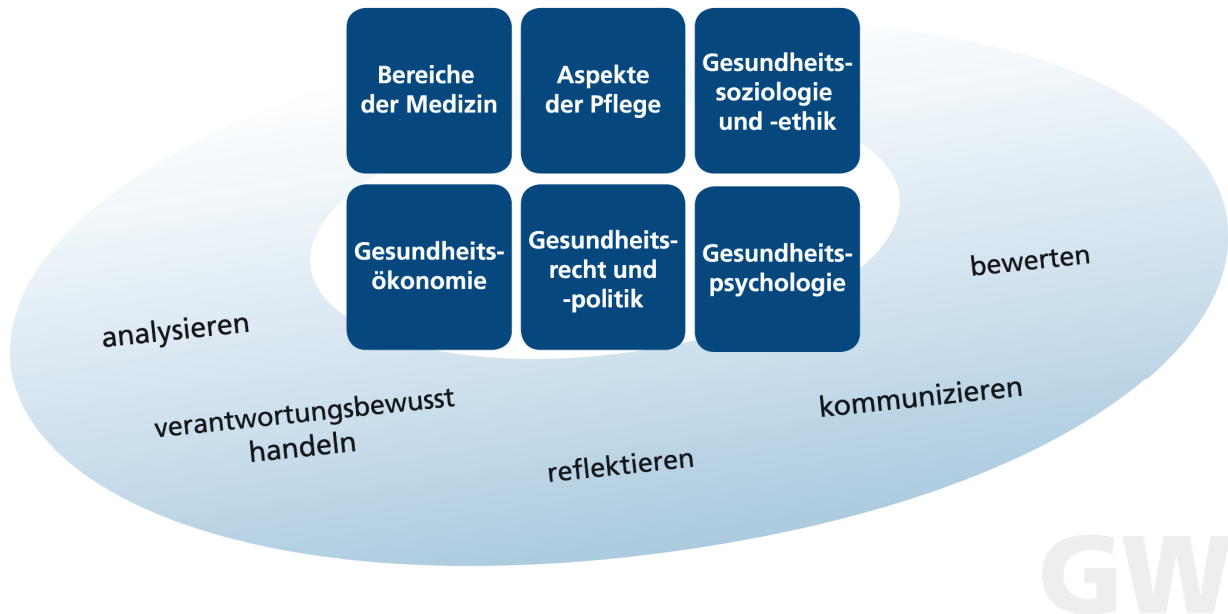 Bereiche
der Medizin
Aspekte
der Pflege
Gesundheits-
soziologie
und -ethik
Gesundheits-
ökonomie
Gesundheits-
recht und
-politik
Gesundheits-
psychologie
bewerten
analysieren
verantwortungsbewusst
handeln
kommunizieren
reflektieren
GW